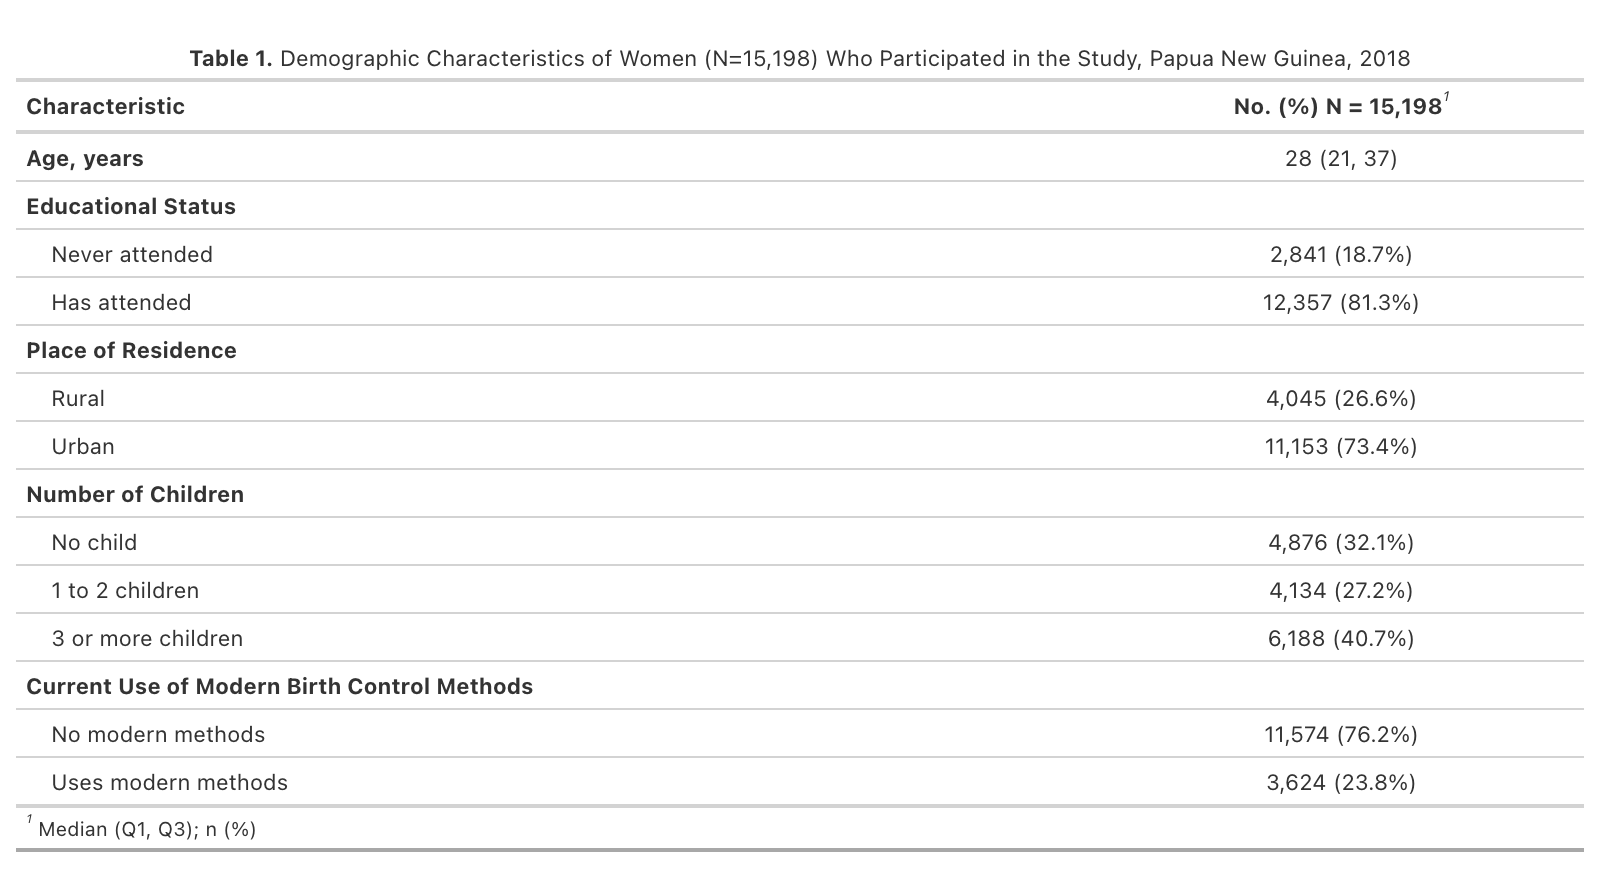 Table 1. Demographic Characteristics of Women (N=15,198) Who Participated in the Study, Papua New Guinea, 2018
Characteristic No. (%) N = 15,198¹
Age, years 28 (21, 37)
Educational Status
Never attended 2,841 (18.7%)
Has attended 12,357 (81.3%)
Place of Residence
Rural 4,045 (26.6%)
Urban 11,153 (73.4%)
Number of Children
No child 4,876 (32.1%)
1 to 2 children 4,134 (27.2%)
3 or more children 6,188 (40.7%)
Current Use of Modern Birth Control Methods
No modern methods 11,574 (76.2%)
Uses modern methods 3,624 (23.8%)
¹ Median (Q1, Q3); n (%)